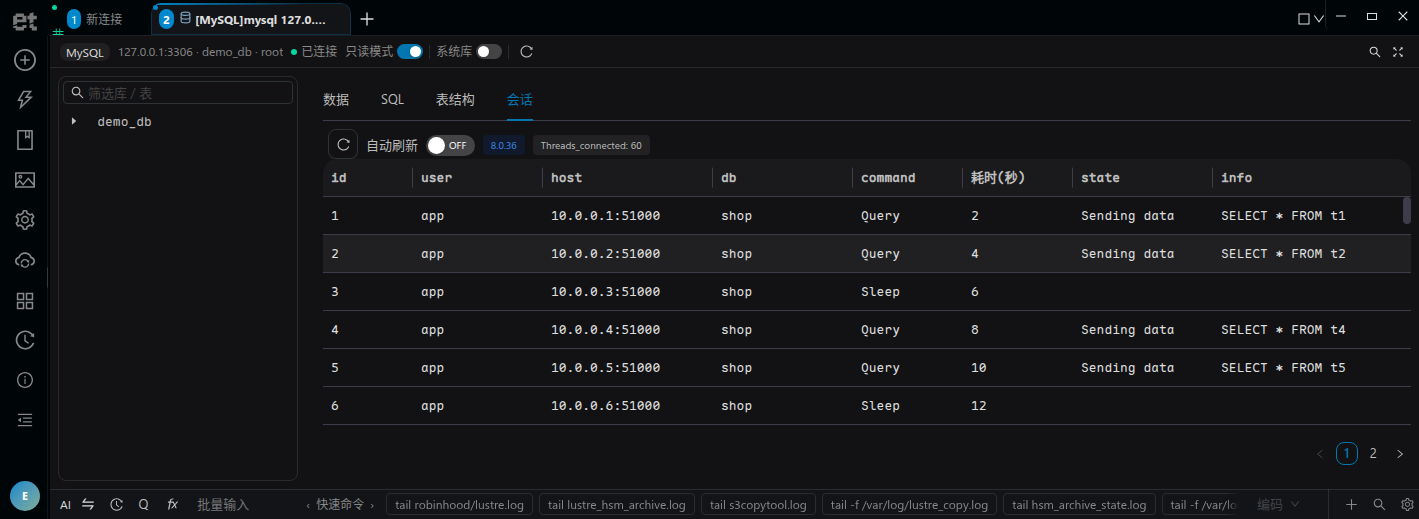 et 1 新连接 2 [MySQL]mysql 127.0....
MySQL 127.0.0.1:3306 · demo_db · root 已连接 只读模式 系统库
筛选库 / 表
demo_db
数据 SQL 表结构 会话
自动刷新 OFF 8.0.36 Threads_connected: 60
id user host db command 耗时(秒) state info
1 app 10.0.0.1:51000 shop Query 2 Sending data SELECT * FROM t1
2 app 10.0.0.2:51000 shop Query 4 Sending data SELECT * FROM t2
3 app 10.0.0.3:51000 shop Sleep 6
4 app 10.0.0.4:51000 shop Query 8 Sending data SELECT * FROM t4
5 app 10.0.0.5:51000 shop Query 10 Sending data SELECT * FROM t5
6 app 10.0.0.6:51000 shop Sleep 12
1 2
E
AI Q fx 批量输入 ‹ 快速命令 › tail robinhood/lustre.log tail lustre_hsm_archive.log tail s3copytool.log tail -f /var/log/lustre_copy.log tail hsm_archive_state.log tail -f /var/lo 编码